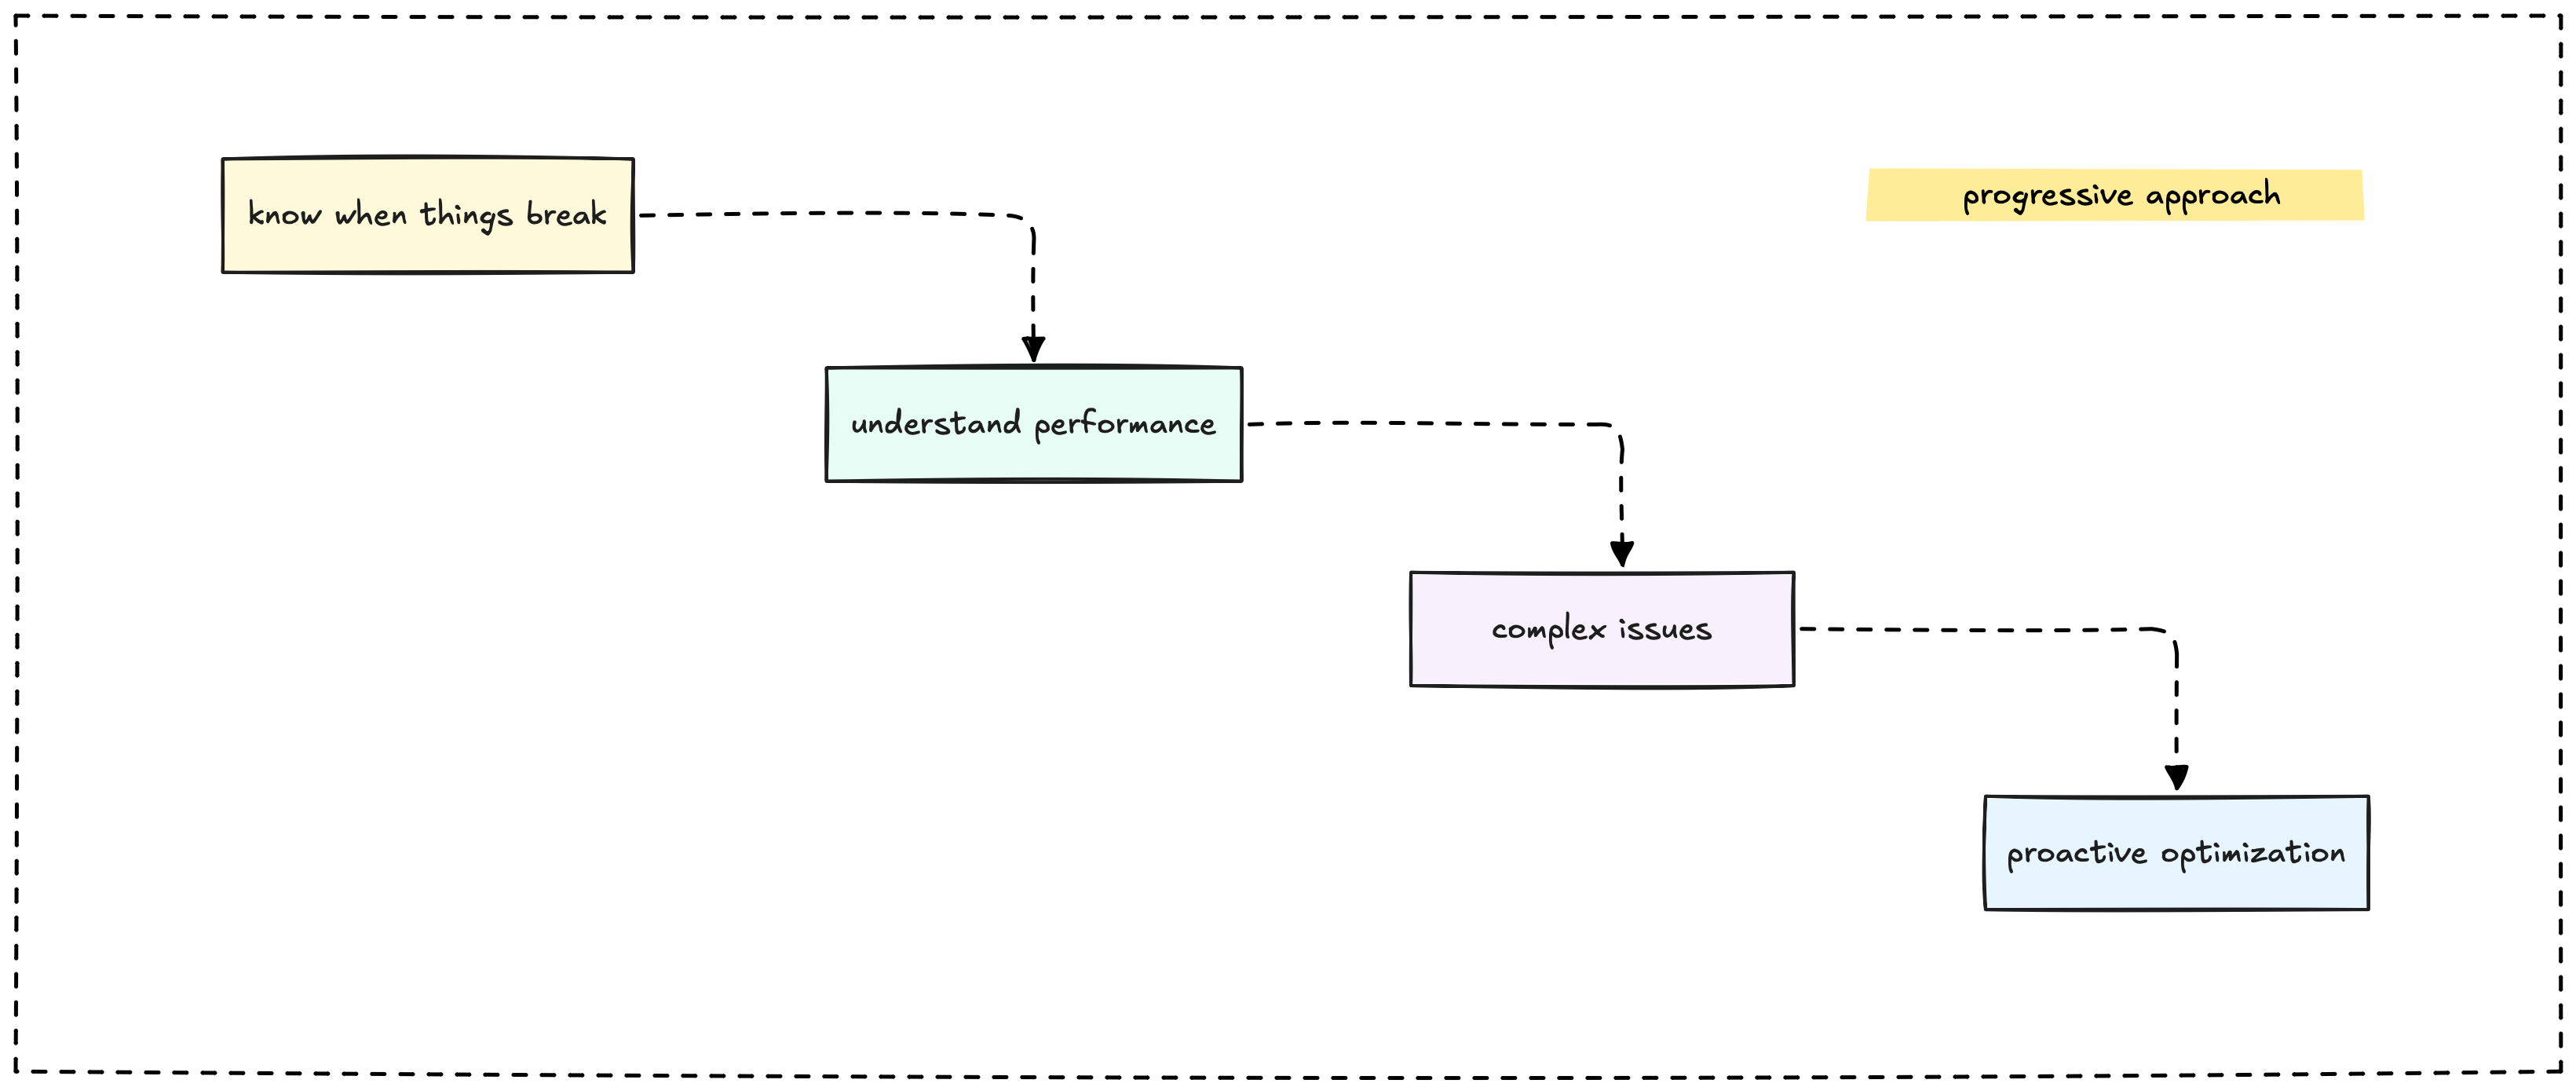 know when things break
progressive approach
understand performance
complex issues
proactive optimization